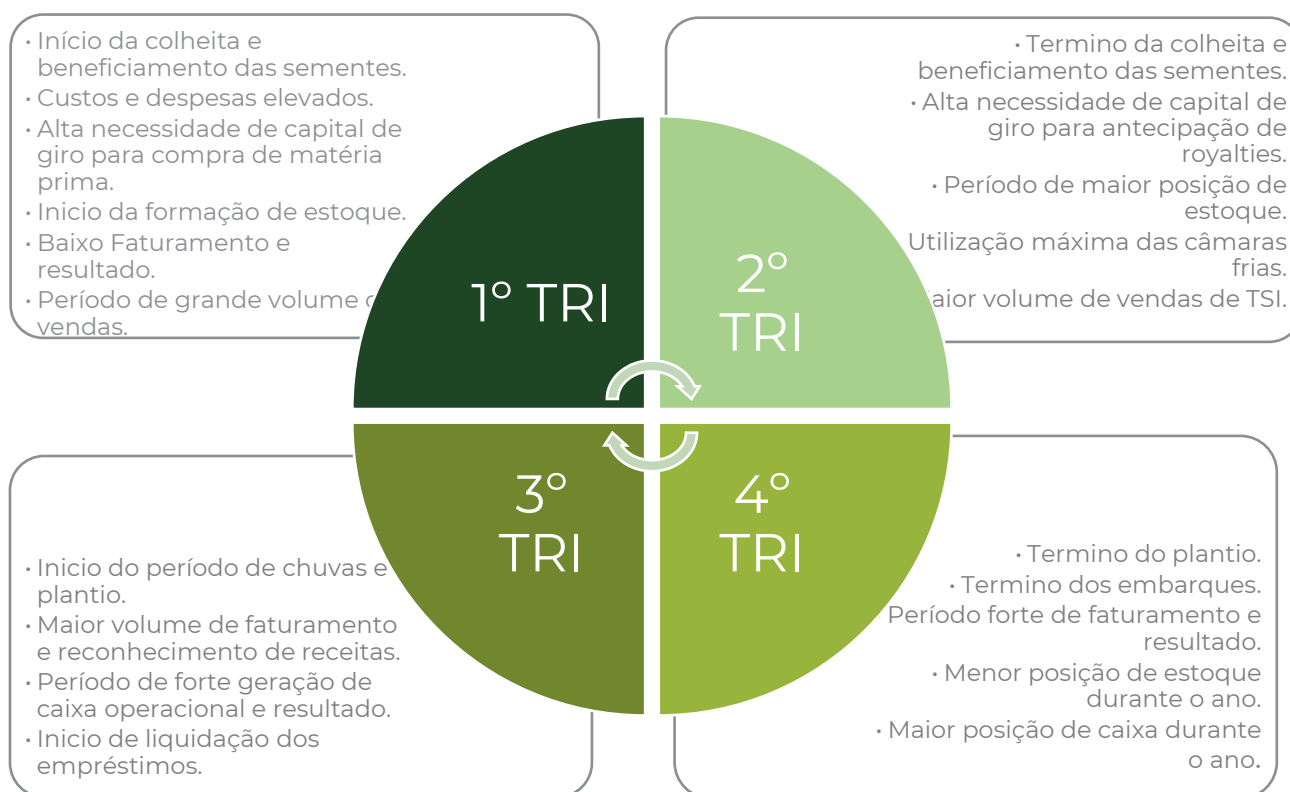 · Início da colheita e
beneficiamento das sementes.
· Custos e despesas elevados.
· Alta necessidade de capital de
giro para compra de matéria
prima.
· Inicio da formação de estoque.
· Baixo Faturamento e
resultado.
· Período de grande volume
vendas.
· Termino da colheita e
beneficiamento das sementes.
· Alta necessidade de capital de
giro para antecipação de
royalties.
· Período de maior posição de
estoque.
Utilização máxima das câmaras
frias.
volume de vendas de TSI.
1º TRI
2º
TRI
3º
TRI
4º
TRI
· Inicio do período de chuvas e
plantio.
· Maior volume de faturamento
e reconhecimento de receitas.
· Período de forte geração de
caixa operacional e resultado.
· Inicio de liquidação dos
empréstimos.
· Termino do plantio.
· Termino dos embarques.
Período forte de faturamento e
resultado.
· Menor posição de estoque
durante o ano.
· Maior posição de caixa durante
o ano.